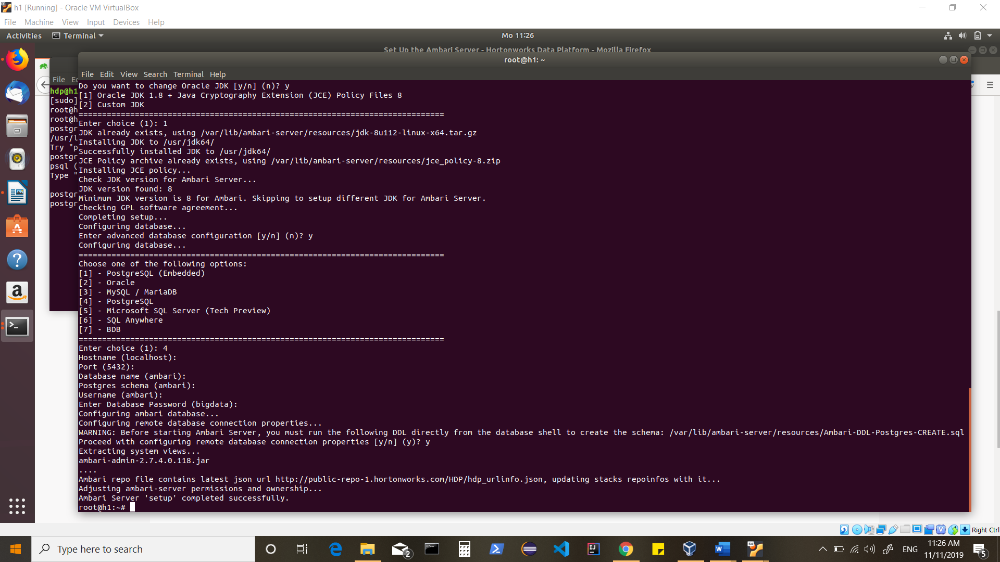 h1 [Running] - Oracle VM VirtualBox
File Machine View Input Devices Help
Activities Terminal Mo 11:26
Set Up the Ambari Server - Hortonworks Data Platform - Mozilla Firefox
root@h1: ~
File Edit View Search Terminal Help
File Ed
hdp@h1
[sudo]
root@h
root@h
postgr
/usr/l
Try "p
postgr
psql (
Type "
postgr
postgr
Do you want to change Oracle JDK [y/n] (n)? y
[1] Oracle JDK 1.8 + Java Cryptography Extension (JCE) Policy Files 8
[2] Custom JDK
==============================================================================
Enter choice (1): 1
JDK already exists, using /var/lib/ambari-server/resources/jdk-8u112-linux-x64.tar.gz
Installing JDK to /usr/jdk64/
Successfully installed JDK to /usr/jdk64/
JCE Policy archive already exists, using /var/lib/ambari-server/resources/jce_policy-8.zip
Installing JCE policy...
Check JDK version for Ambari Server...
JDK version found: 8
Minimum JDK version is 8 for Ambari. Skipping to setup different JDK for Ambari Server.
Checking GPL software agreement...
Completing setup...
Configuring database...
Enter advanced database configuration [y/n] (n)? y
Configuring database...
==============================================================================
Choose one of the following options:
[1] - PostgreSQL (Embedded)
[2] - Oracle
[3] - MySQL / MariaDB
[4] - PostgreSQL
[5] - Microsoft SQL Server (Tech Preview)
[6] - SQL Anywhere
[7] - BDB
==============================================================================
Enter choice (1): 4
Hostname (localhost):
Port (5432):
Database name (ambari):
Postgres schema (ambari):
Username (ambari):
Enter Database Password (bigdata):
Configuring ambari database...
Configuring remote database connection properties...
WARNING: Before starting Ambari Server, you must run the following DDL directly from the database shell to create the schema: /var/lib/ambari-server/resources/Ambari-DDL-Postgres-CREATE.sql
Proceed with configuring remote database connection properties [y/n] (y)? y
Extracting system views...
ambari-admin-2.7.4.0.118.jar
....
Ambari repo file contains latest json url http://public-repo-1.hortonworks.com/HDP/hdp_urlinfo.json, updating stacks repoinfos with it...
Adjusting ambari-server permissions and ownership...
Ambari Server 'setup' completed successfully.
root@h1:~#
Right Ctrl
Type here to search
2
ENG
11:26 AM
11/11/2019
5